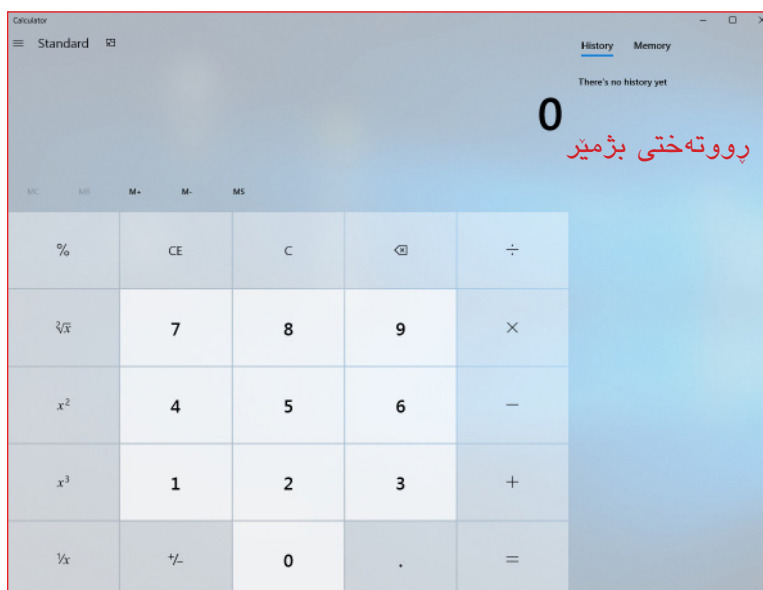 Calculator
Standard
History Memory
There's no history yet
0
ڕووتەختی بژمێر
MC MR M+ M- MS
% CE C ÷
²√x 7 8 9 ×
x² 4 5 6 −
x³ 1 2 3 +
¹/x +/− 0 . =